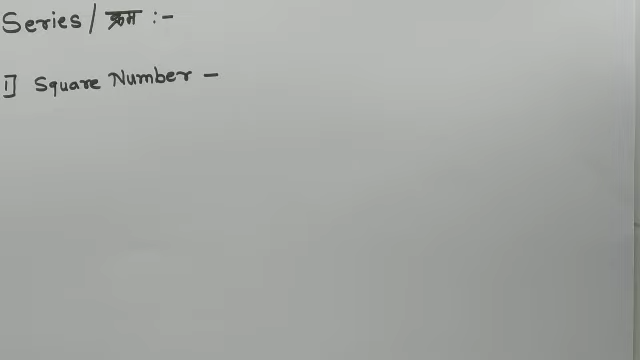 Series / क्रम :-
1] Square Number -